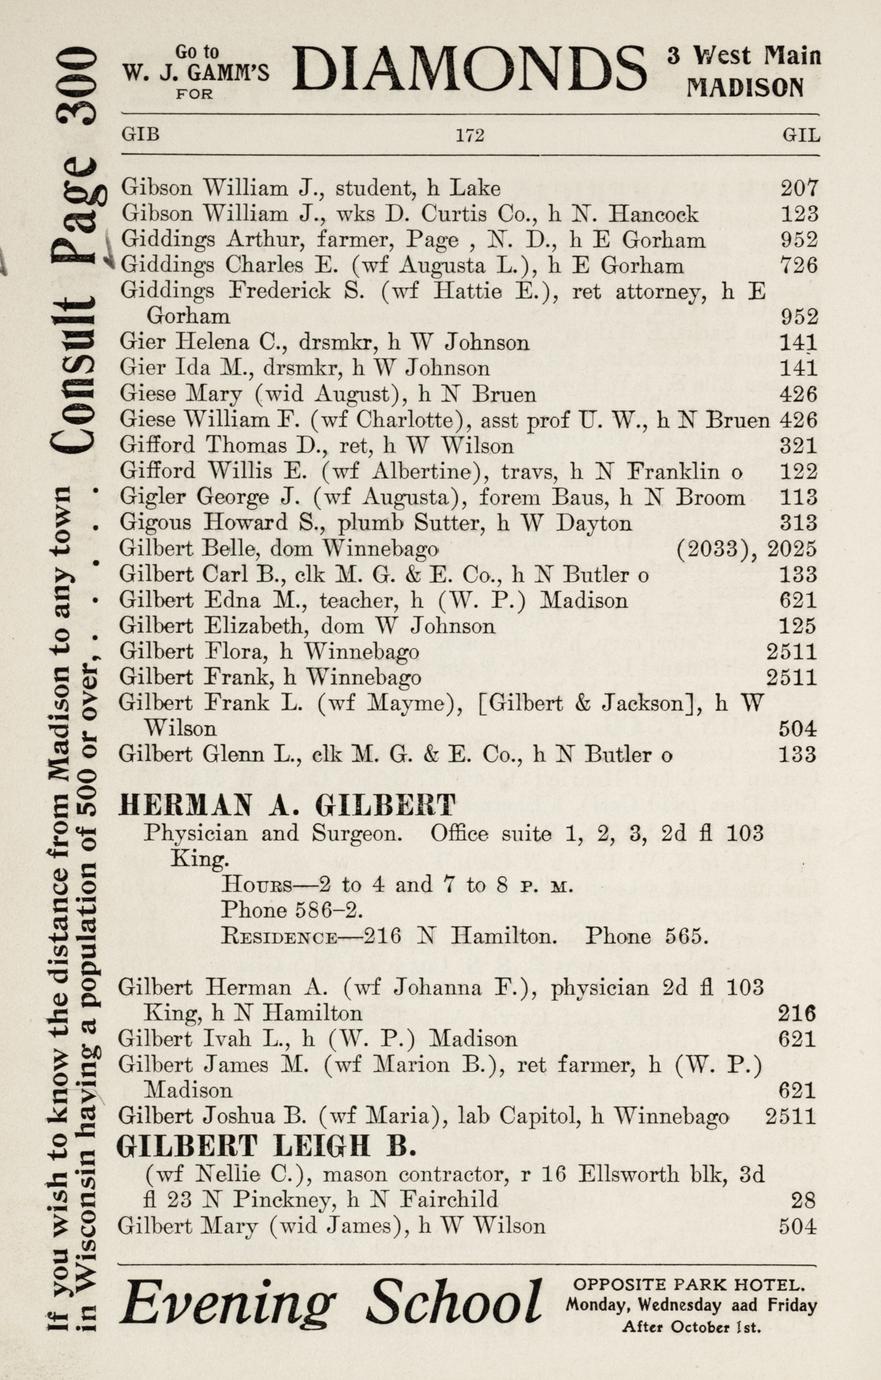 Go to
W. J. GAMM'S
FOR
DIAMONDS
3 West Main
MADISON
GIB 172 GIL
Gibson William J., student, h Lake 207
Gibson William J., wks D. Curtis Co., h N. Hancock 123
Giddings Arthur, farmer, Page , N. D., h E Gorham 952
Giddings Charles E. (wf Augusta L.), h E Gorham 726
Giddings Frederick S. (wf Hattie E.), ret attorney, h E
Gorham 952
Gier Helena C., drsmkr, h W Johnson 141
Gier Ida M., drsmkr, h W Johnson 141
Giese Mary (wid August), h N Bruen 426
Giese William F. (wf Charlotte), asst prof U. W., h N Bruen 426
Gifford Thomas D., ret, h W Wilson 321
Gifford Willis E. (wf Albertine), travs, h N Franklin o 122
Gigler George J. (wf Augusta), forem Baus, h N Broom 113
Gigous Howard S., plumb Sutter, h W Dayton 313
Gilbert Belle, dom Winnebago (2033), 2025
Gilbert Carl B., clk M. G. & E. Co., h N Butler o 133
Gilbert Edna M., teacher, h (W. P.) Madison 621
Gilbert Elizabeth, dom W Johnson 125
Gilbert Flora, h Winnebago 2511
Gilbert Frank, h Winnebago 2511
Gilbert Frank L. (wf Mayme), [Gilbert & Jackson], h W
Wilson 504
Gilbert Glenn L., clk M. G. & E. Co., h N Butler o 133
HERMAN A. GILBERT
Physician and Surgeon. Office suite 1, 2, 3, 2d fl 103
King.
HOURS—2 to 4 and 7 to 8 P. M.
Phone 586-2.
RESIDENCE—216 N Hamilton. Phone 565.
Gilbert Herman A. (wf Johanna F.), physician 2d fl 103
King, h N Hamilton 216
Gilbert Ivah L., h (W. P.) Madison 621
Gilbert James M. (wf Marion B.), ret farmer, h (W. P.)
Madison 621
Gilbert Joshua B. (wf Maria), lab Capitol, h Winnebago 2511
GILBERT LEIGH B.
(wf Nellie C.), mason contractor, r 16 Ellsworth blk, 3d
fl 23 N Pinckney, h N Fairchild 28
Gilbert Mary (wid James), h W Wilson 504
Evening School
OPPOSITE PARK HOTEL.
Monday, Wednesday aad Friday
After October 1st.
If you wish to know the distance from Madison to any town
in Wisconsin having a population of 500 or over, . . . . .
Consult Page 300